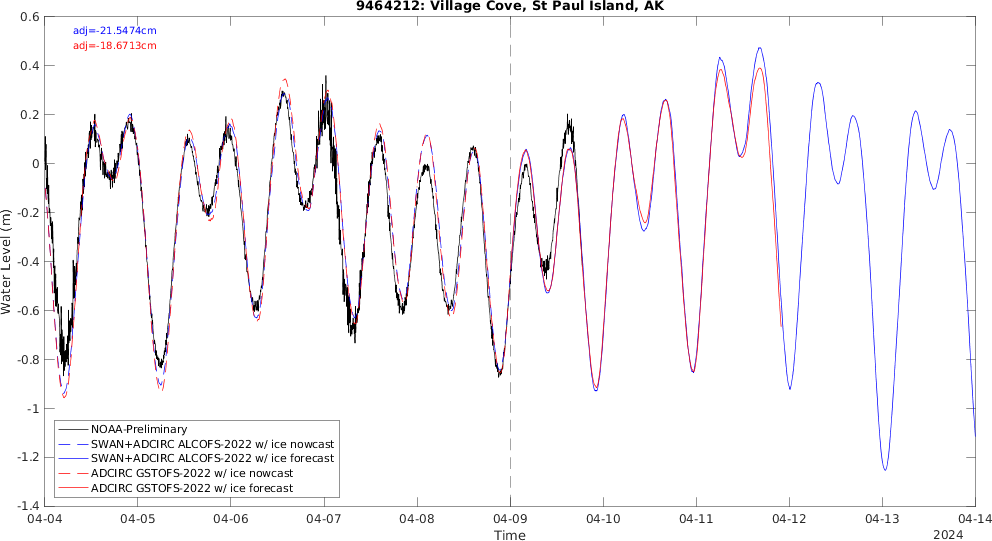 9464212: Village Cove, St Paul Island, AK
adj=-21.5474cm
adj=-18.6713cm
0.6
0.4
0.2
0
-0.2
-0.4
-0.6
-0.8
-1
-1.2
-1.4
Water Level (m)
NOAA-Preliminary
SWAN+ADCIRC ALCOFS-2022 w/ ice nowcast
SWAN+ADCIRC ALCOFS-2022 w/ ice forecast
ADCIRC GSTOFS-2022 w/ ice nowcast
ADCIRC GSTOFS-2022 w/ ice forecast
04-04 04-05 04-06 04-07 04-08 04-09 04-10 04-11 04-12 04-13 04-14
Time
2024